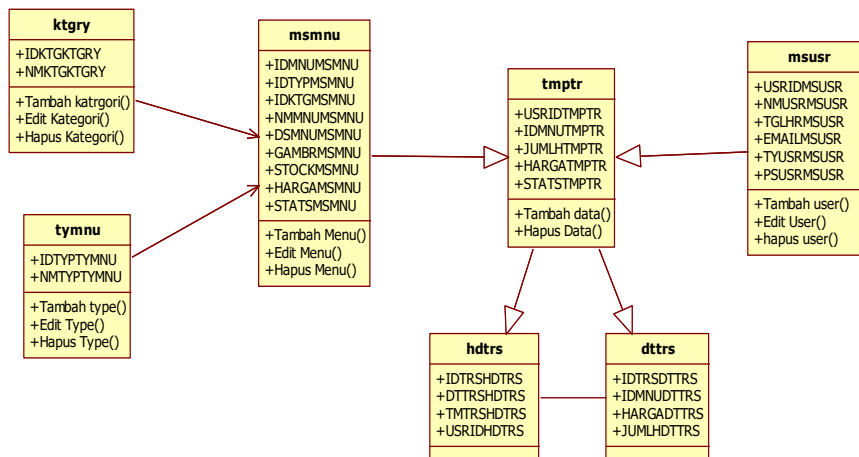 ktgry
+IDKTGKTGRY
+NMKTGKTGRY
+Tambah katrgori()
+Edit Kategori()
+Hapus Kategori()
msmnu
+IDMNUMSMNU
+IDTYPMSMNU
+IDKTGMSMNU
+NMMNUMSMNU
+DSMNUMSMNU
+GAMBRMSMNU
+STOCKMSMNU
+HARGAMSMNU
+STATSMSMNU
+Tambah Menu()
+Edit Menu()
+Hapus Menu()
tymnu
+IDTYPTYMNU
+NMTYPTYMNU
+Tambah type()
+Edit Type()
+Hapus Type()
tmptr
+USRIDTMPTR
+IDMNUTMPTR
+JUMLHTMPTR
+HARGATMPTR
+STATSTMPTR
+Tambah data()
+Hapus Data()
msusr
+USRIDMSUSR
+NMUSRMSUSR
+TGLHRMSUSR
+EMAILMSUSR
+TYUSRMSUSR
+PSUSRMSUSR
+Tambah user()
+Edit User()
+hapus user()
hdtrs
+IDTRSHDTRS
+DTTRSHDTRS
+TMTRSHDTRS
+USRIDHDTRS
dttrs
+IDTRSDTTRS
+IDMNUDTTRS
+HARGADTTRS
+JUMLHDTTRS